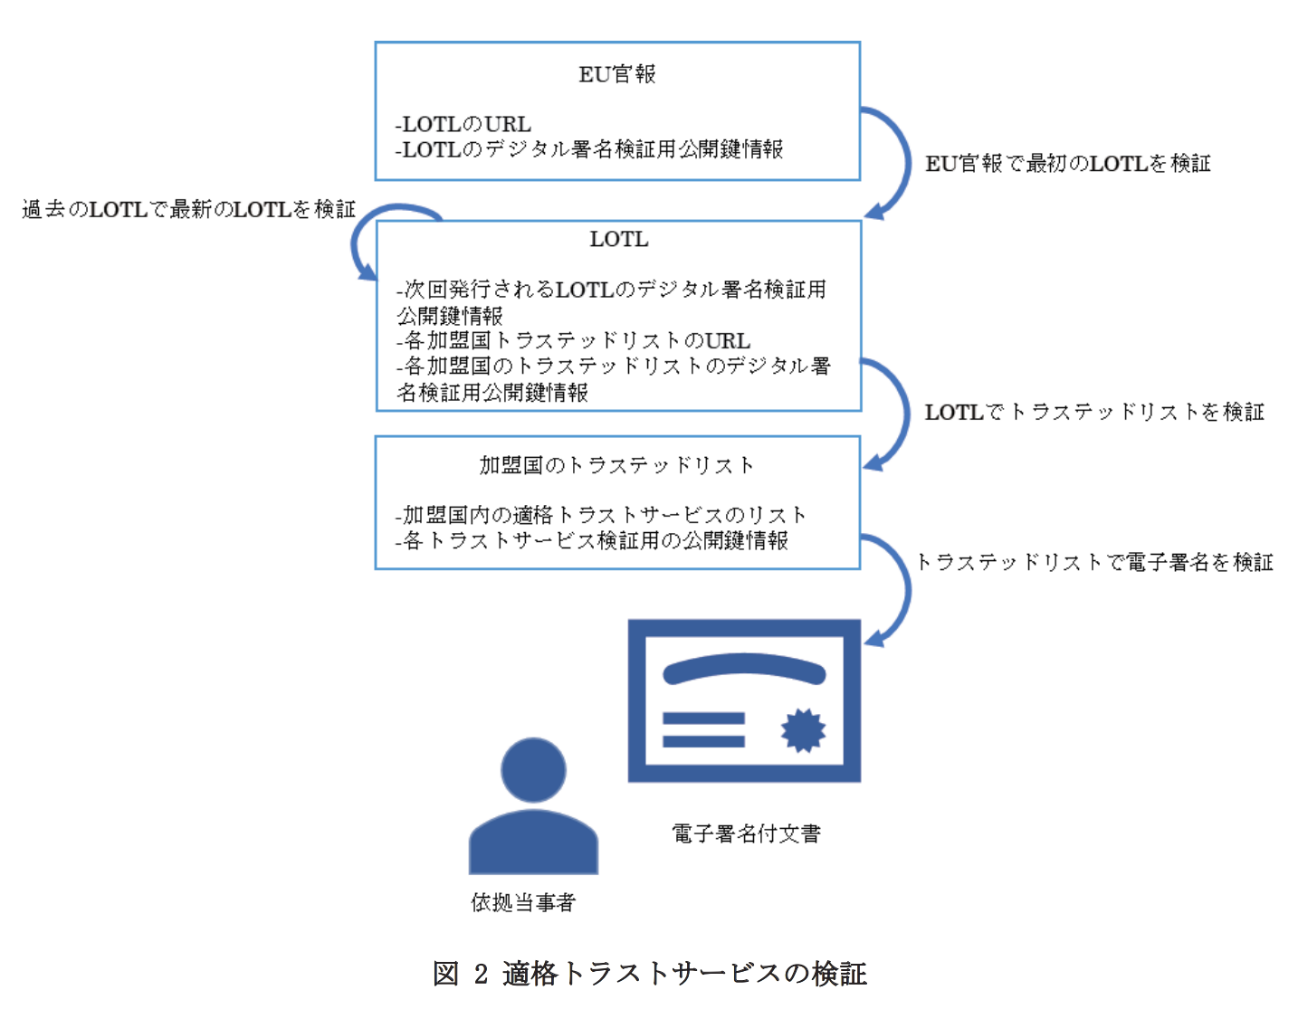 EU官報
-LOTLのURL
-LOTLのデジタル署名検証用公開鍵情報
EU官報で最初のLOTLを検証
過去のLOTLで最新のLOTLを検証
LOTL
-次回発行されるLOTLのデジタル署名検証用
公開鍵情報
-各加盟国トラステッドリストのURL
-各加盟国のトラステッドリストのデジタル署
名検証用公開鍵情報
LOTLでトラステッドリストを検証
加盟国のトラステッドリスト
-加盟国内の適格トラストサービスのリスト
-各トラストサービス検証用の公開鍵情報
トラステッドリストで電子署名を検証
電子署名付文書
依拠当事者
図 2 適格トラストサービスの検証